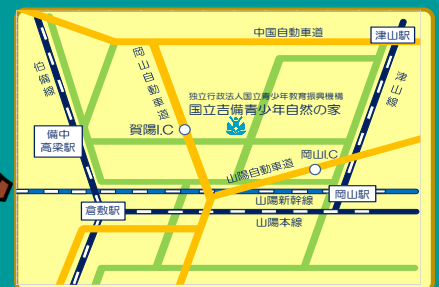 中国自動車道
津山駅
伯備線
岡山自動車道
津山線
独立行政法人国立青少年教育振興機構
国立吉備青少年自然の家
賀陽I.C
備中
高梁駅
岡山I.C
山陽自動車道
岡山駅
山陽新幹線
倉敷駅
山陽本線